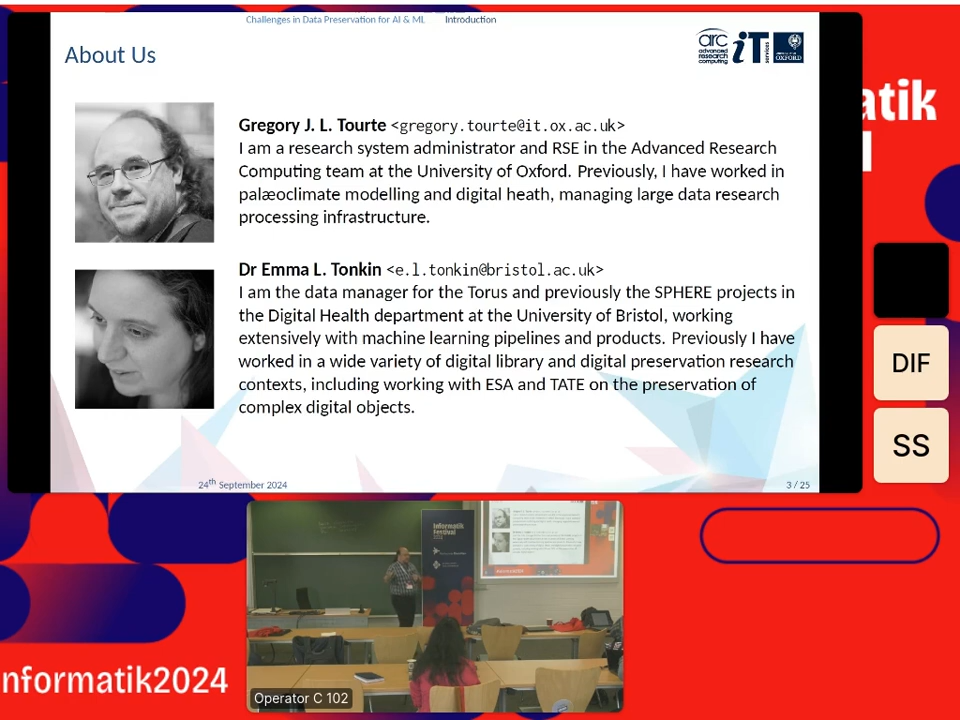 Challenges in Data Preservation for AI & ML Introduction
About Us
arc
advanced
research
computing
iT
services
OXFORD
atik
Gregory J. L. Tourte <gregory.tourte@it.ox.ac.uk>
I am a research system administrator and RSE in the Advanced Research
Computing team at the University of Oxford. Previously, I have worked in
palæoclimate modelling and digital heath, managing large data research
processing infrastructure.
Dr Emma L. Tonkin <e.l.tonkin@bristol.ac.uk>
I am the data manager for the Torus and previously the SPHERE projects in
the Digital Health department at the University of Bristol, working
extensively with machine learning pipelines and products. Previously I have
worked in a wide variety of digital library and digital preservation research
contexts, including working with ESA and TATE on the preservation of
complex digital objects.
DIF
SS
24th September 2024
3 / 25
Informatik
Festival
nformatik2024
Operator C 102